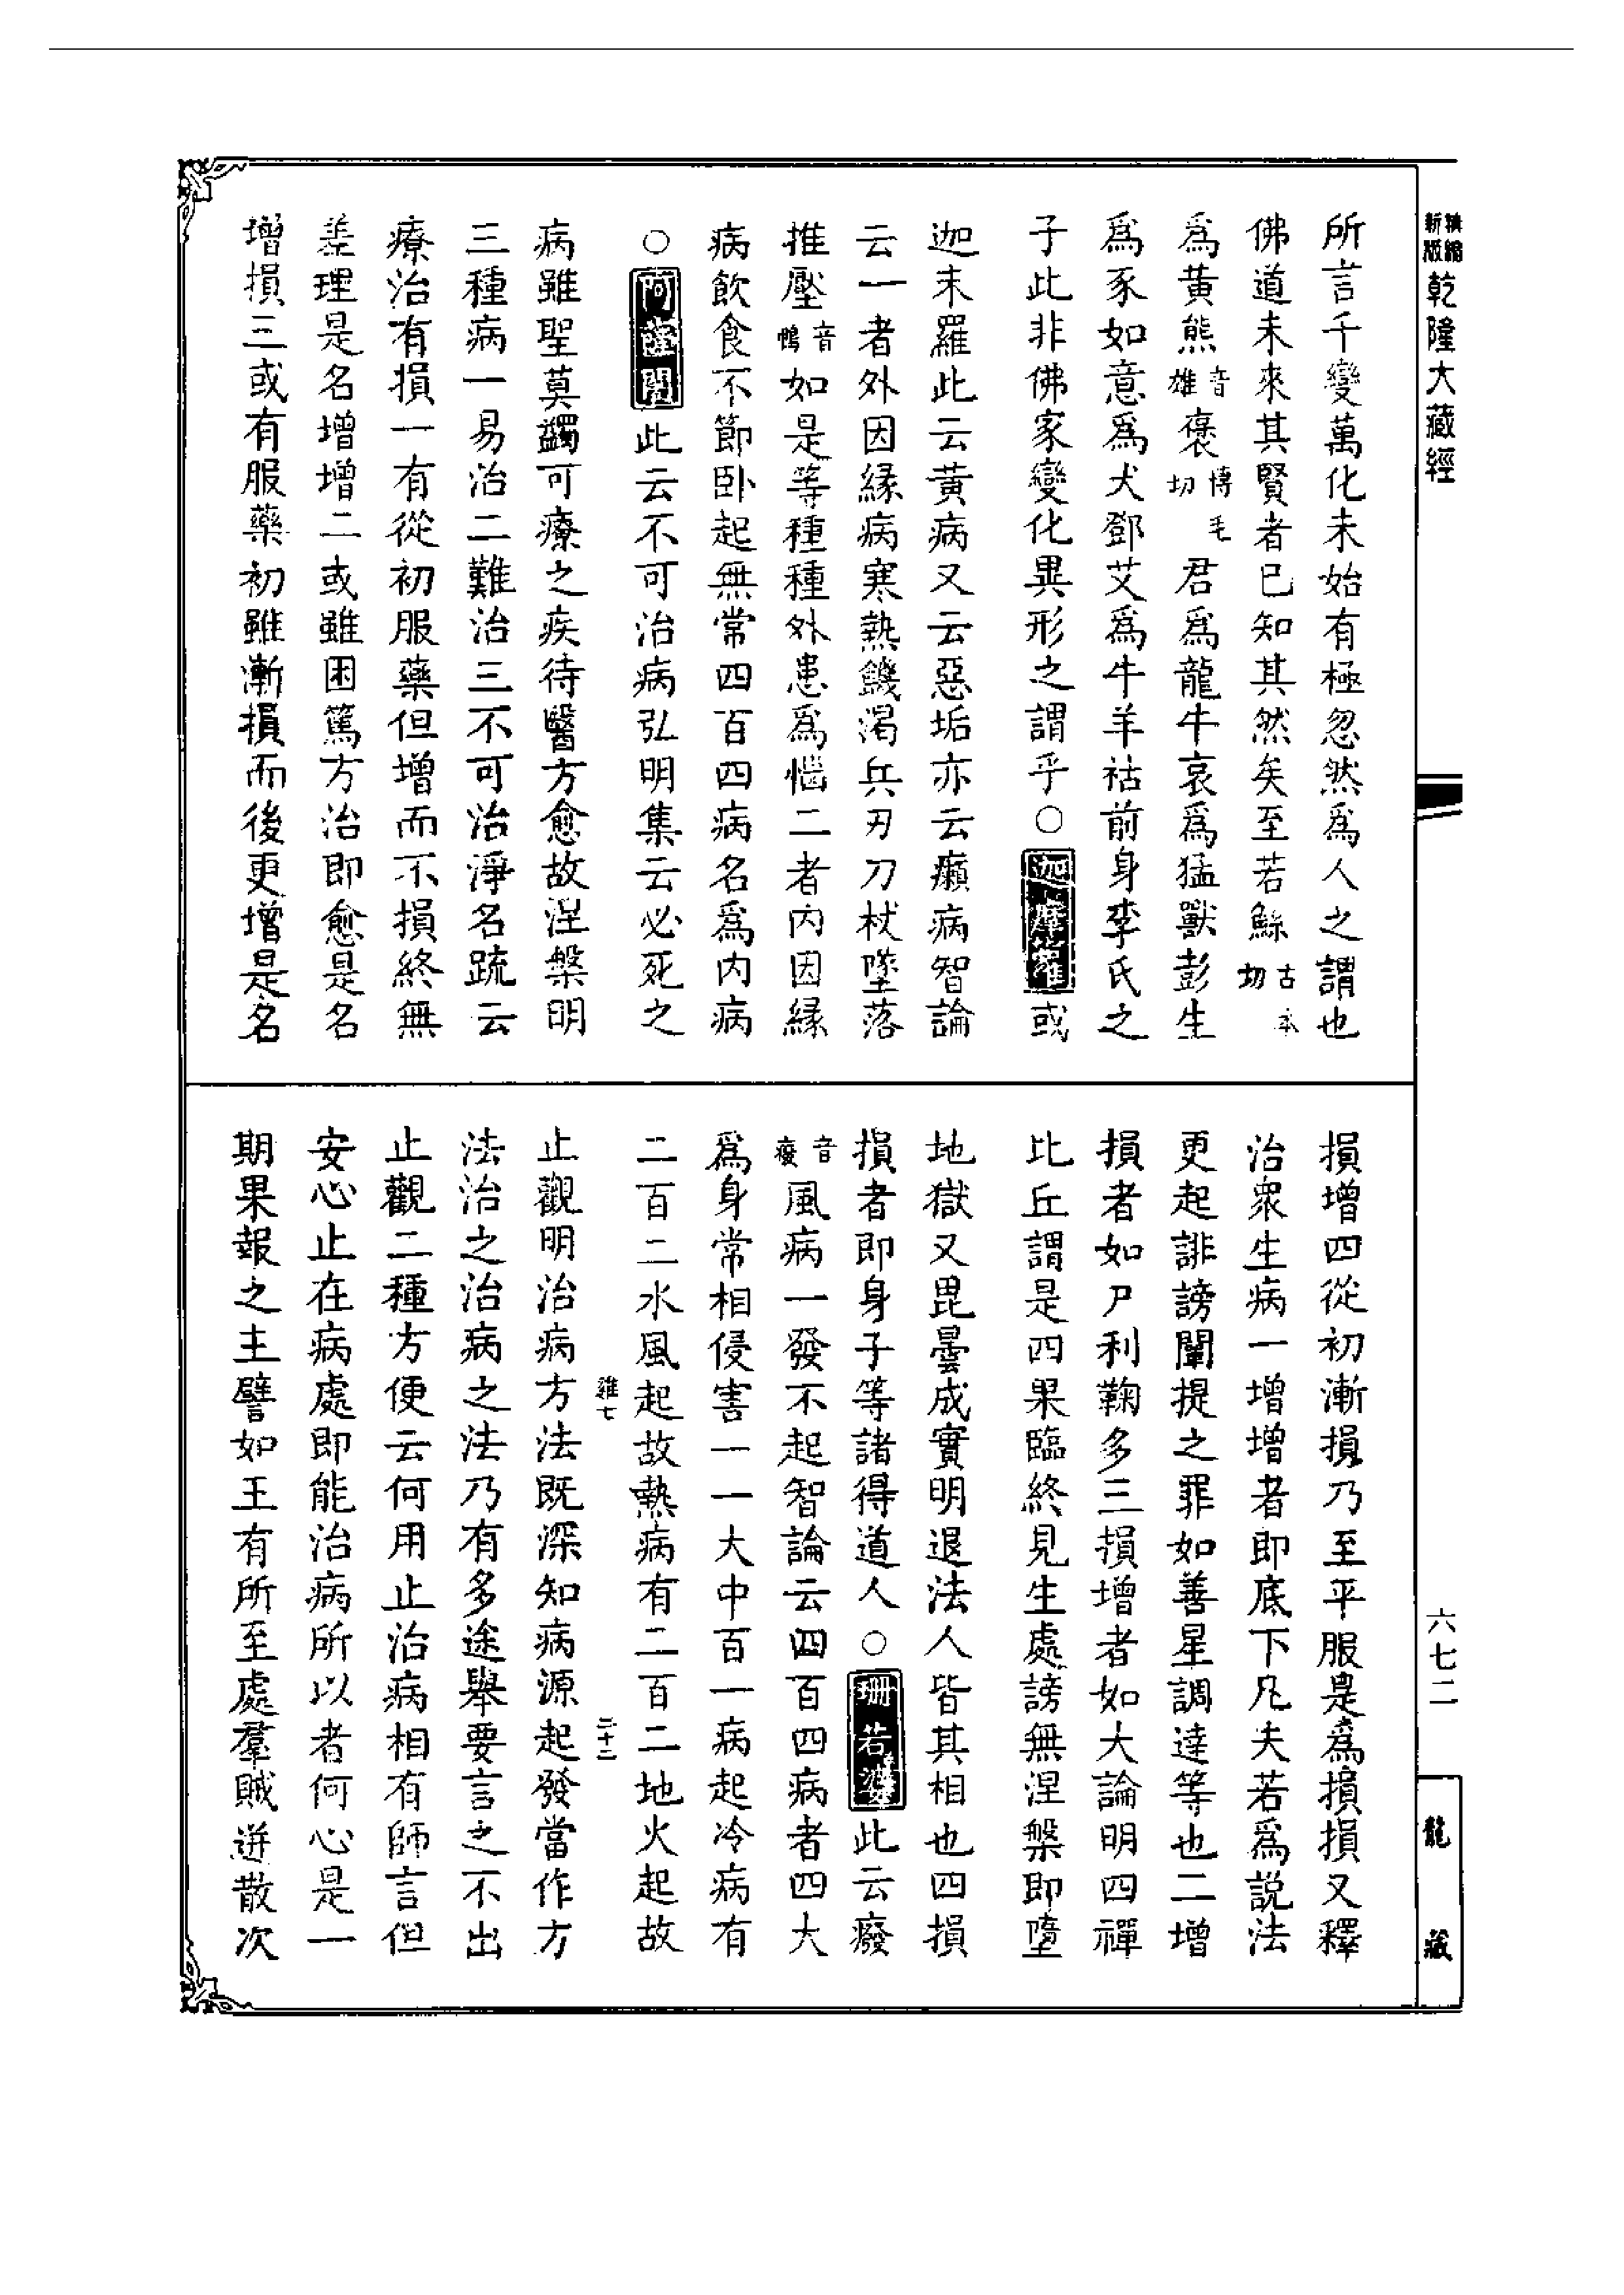 精縮新版乾隆大藏經
所言千變萬化未始有極忽然爲人之謂也
佛道未來其賢者已知其然矣至若鯀古本切
爲黃熊音雄褒博毛切君爲龍牛哀爲猛獸彭生
爲豕如意爲犬鄧艾爲牛羊祜前身李氏之
子此非佛家變化異形之謂乎○迦摩羅或
迦末羅此云黃病又云惡垢亦云癩病智論
云一者外因緣病寒熱饑渴兵刃刀杖墜落
推壓音鴨如是等種種外患爲惱二者内因緣
病飲食不節卧起無常四百四病名爲内病
○阿薩闍此云不可治病弘明集云必死之
病雖聖莫蠲可療之疾待醫方愈故涅槃明
三種病一易治二難治三不可治淨名疏云
療治有損一有從初服藥但增而不損終無
差理是名增增二或雖困篤方治即愈是名
增損三或有服藥初雖漸損而後更增是名
損增四從初漸損乃至平服是爲損損又釋
治衆生病一增增者即底下凡夫若爲説法
更起誹謗闡提之罪如善星調達等也二增
損者如尸利鞠多三損增者如大論明四禪
比丘謂是四果臨終見生處謗無涅槃即墮
地獄又毘曇成實明退法人皆其相也四損
損者即身子等諸得道人○珊若娑此云癈
音癈風病一發不起智論云四百四病者四大
爲身常相侵害一一大中百一病起冷病有
二百二水風起故熱病有二百二地火起故
雞七 二十二
止觀明治病方法既深知病源起發當作方
法治之治病之法乃有多途舉要言之不出
止觀二種方便云何用止治病相有師言但
安心止在病處即能治病所以者何心是一
期果報之主譬如王有所至處羣賊迸散次
六七二
龍藏